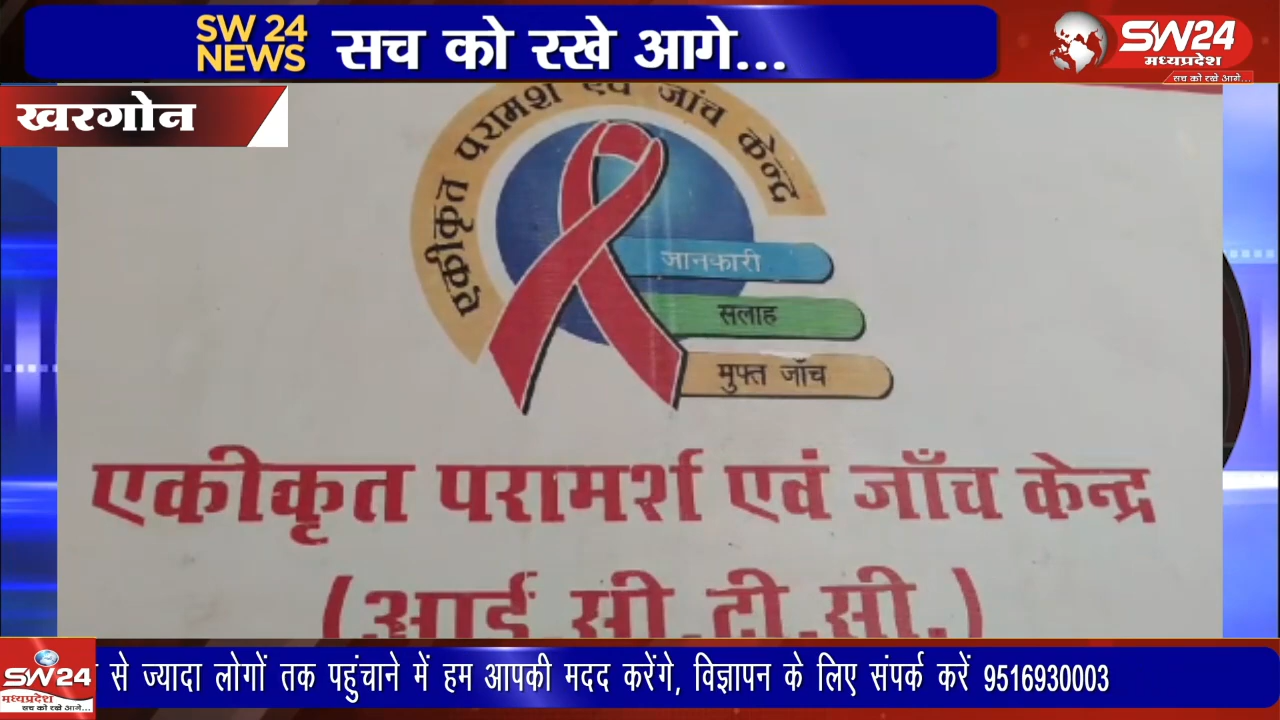 SW 24
NEWS
सच को रखे आगे...
SW24
मध्यप्रदेश
सच को रखे आगे...
खरगोन
एकीकृत परामर्श एवं जांच केन्द्र
जानकारी
सलाह
मुफ्त जॉच
एकीकृत परामर्श एवं जाँच केन्द्र
(आई.सी.टी.सी.)
SW24
मध्यप्रदेश
सच को रखे आगे...
से ज्यादा लोगों तक पहुंचाने में हम आपकी मदद करेंगे, विज्ञापन के लिए संपर्क करें 9516930003